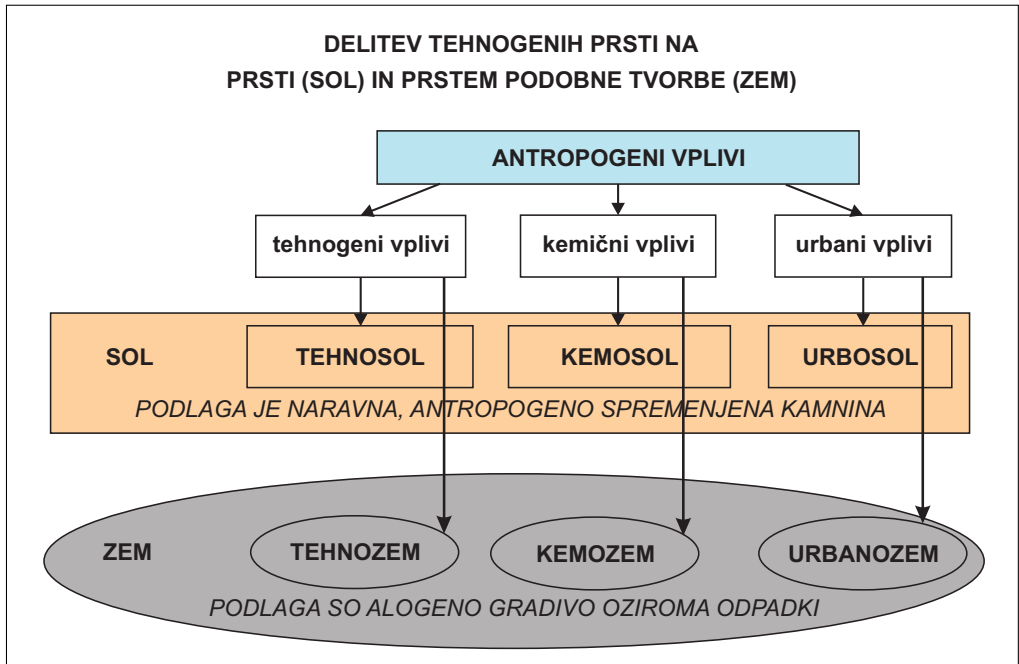 DELITEV TEHNOGENIH PRSTI NA
PRSTI (SOL) IN PRSTEM PODOBNE TVORBE (ZEM)
ANTROPOGENI VPLIVI
tehnogeni vplivi
kemični vplivi
urbani vplivi
SOL
TEHNOSOL
KEMOSOL
URBOSOL
PODLAGA JE NARAVNA, ANTROPOGENO SPREMENJENA KAMNINA
ZEM
TEHNOZEM
KEMOZEM
URBANOZEM
PODLAGA SO ALOGENO GRADIVO OZIROMA ODPADKI